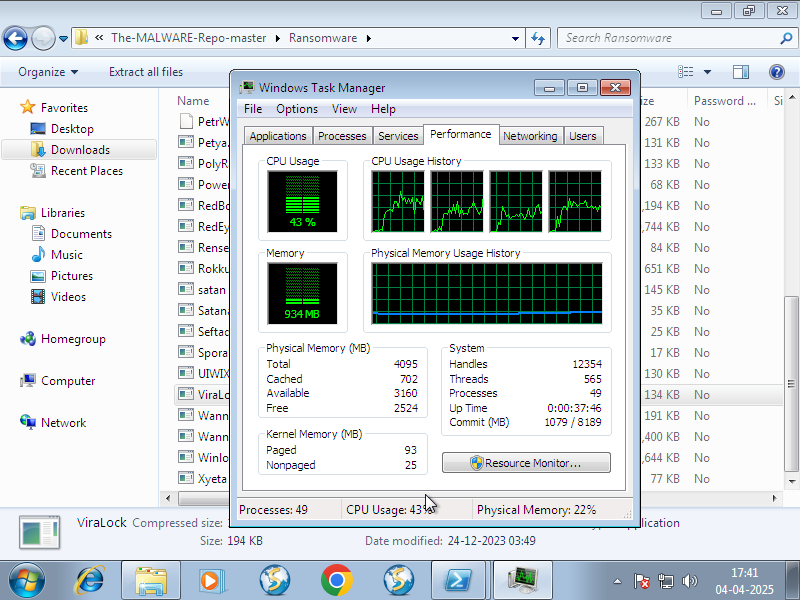 The-MALWARE-Repo-master Ransomware
Search Ransomware
Organize Extract all files
Favorites
Desktop
Downloads
Recent Places
Libraries
Documents
Music
Pictures
Videos
Homegroup
Computer
Network
Name
PetrW
Petya.
PolyR
Power
RedBo
RedEy
Rense
Rokku
satan
Satana
Seftad
Spora
UIWIX
ViraLo
Wann
Wann
Winlo
Xyeta
Windows Task Manager
File Options View Help
Applications Processes Services Performance Networking Users
CPU Usage CPU Usage History
43 %
Memory Physical Memory Usage History
934 MB
Physical Memory (MB)
Total 4095
Cached 702
Available 3160
Free 2524
Kernel Memory (MB)
Paged 93
Nonpaged 25
System
Handles 12354
Threads 565
Processes 49
Up Time 0:00:37:46
Commit (MB) 1079 / 8189
Resource Monitor...
Processes: 49 CPU Usage: 43% Physical Memory: 22%
ize Password ... Si
267 KB No
131 KB No
133 KB No
68 KB No
194 KB No
,744 KB No
84 KB No
651 KB No
145 KB No
35 KB No
25 KB No
17 KB No
130 KB No
134 KB No
191 KB No
,400 KB No
,644 KB No
77 KB No
ViraLock Compressed size:
Size: 194 KB
Date modified: 24-12-2023 03:49
17:41
04-04-2025